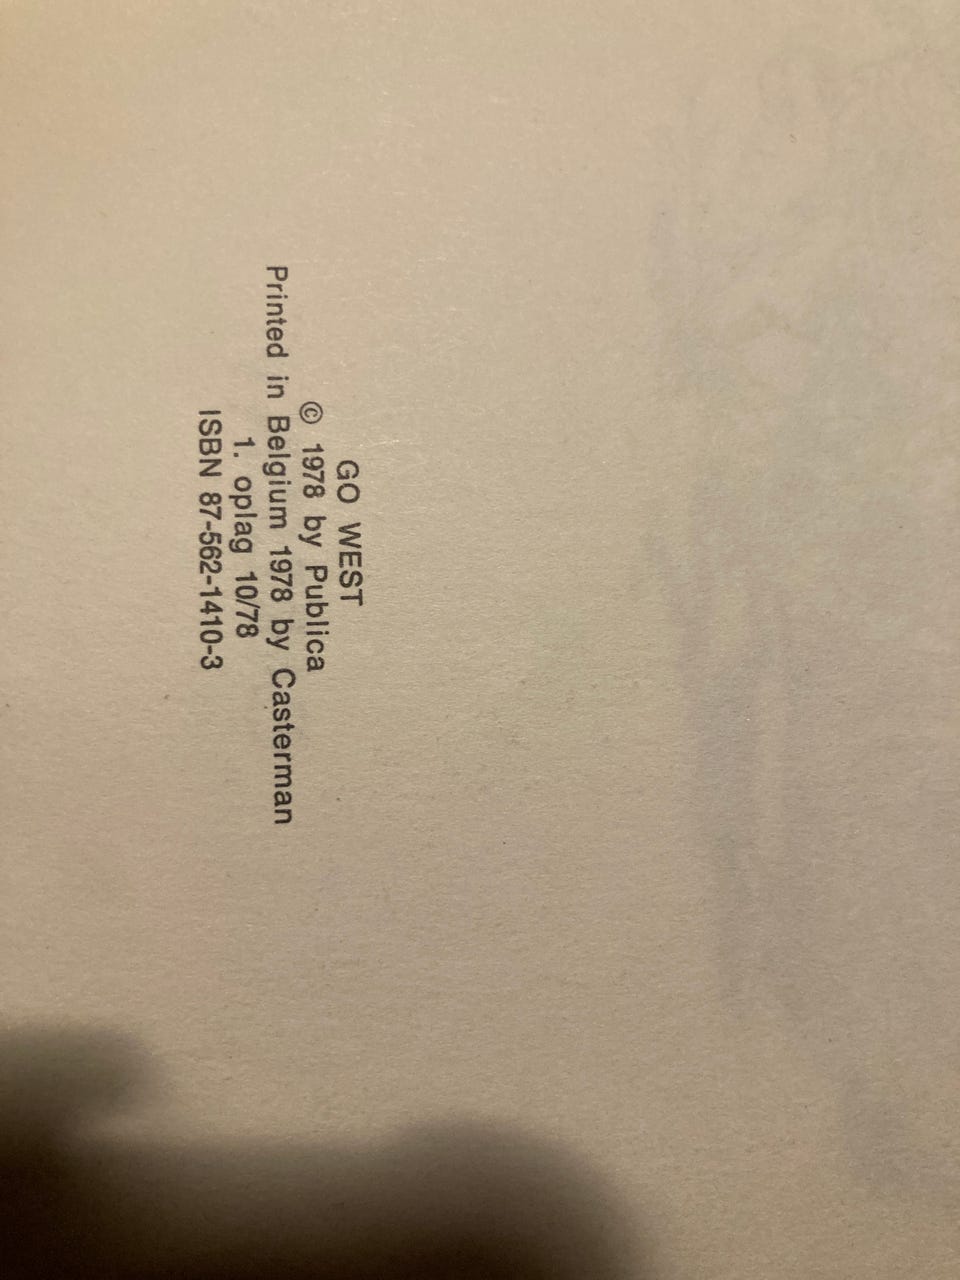 GO WEST
© 1978 by Publica
Printed in Belgium 1978 by Casterman
1. oplag 10/78
ISBN 87-562-1410-3